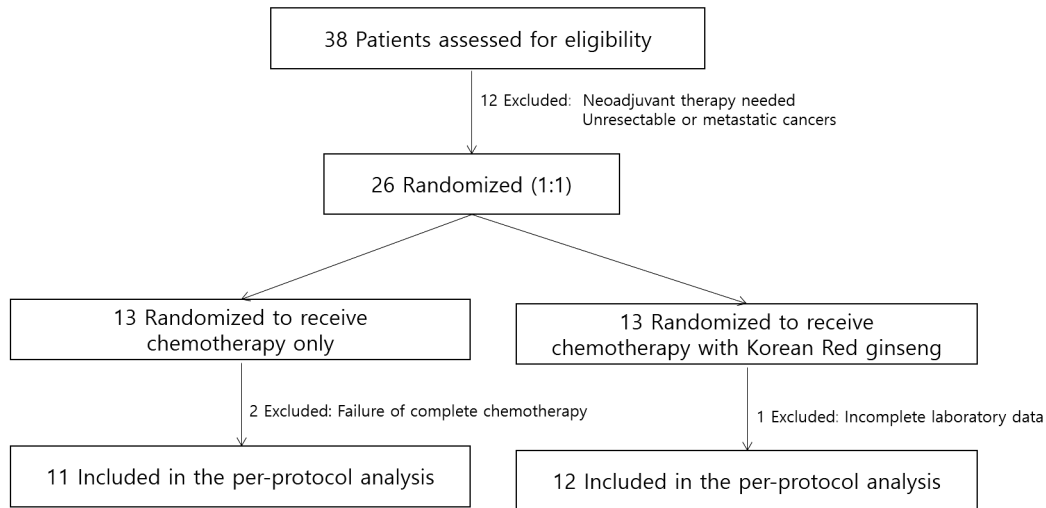 38 Patients assessed for eligibility
12 Excluded: Neoadjuvant therapy needed
Unresectable or metastatic cancers
26 Randomized (1:1)
13 Randomized to receive
chemotherapy only
13 Randomized to receive
chemotherapy with Korean Red ginseng
2 Excluded: Failure of complete chemotherapy
1 Excluded: Incomplete laboratory data
11 Included in the per-protocol analysis
12 Included in the per-protocol analysis